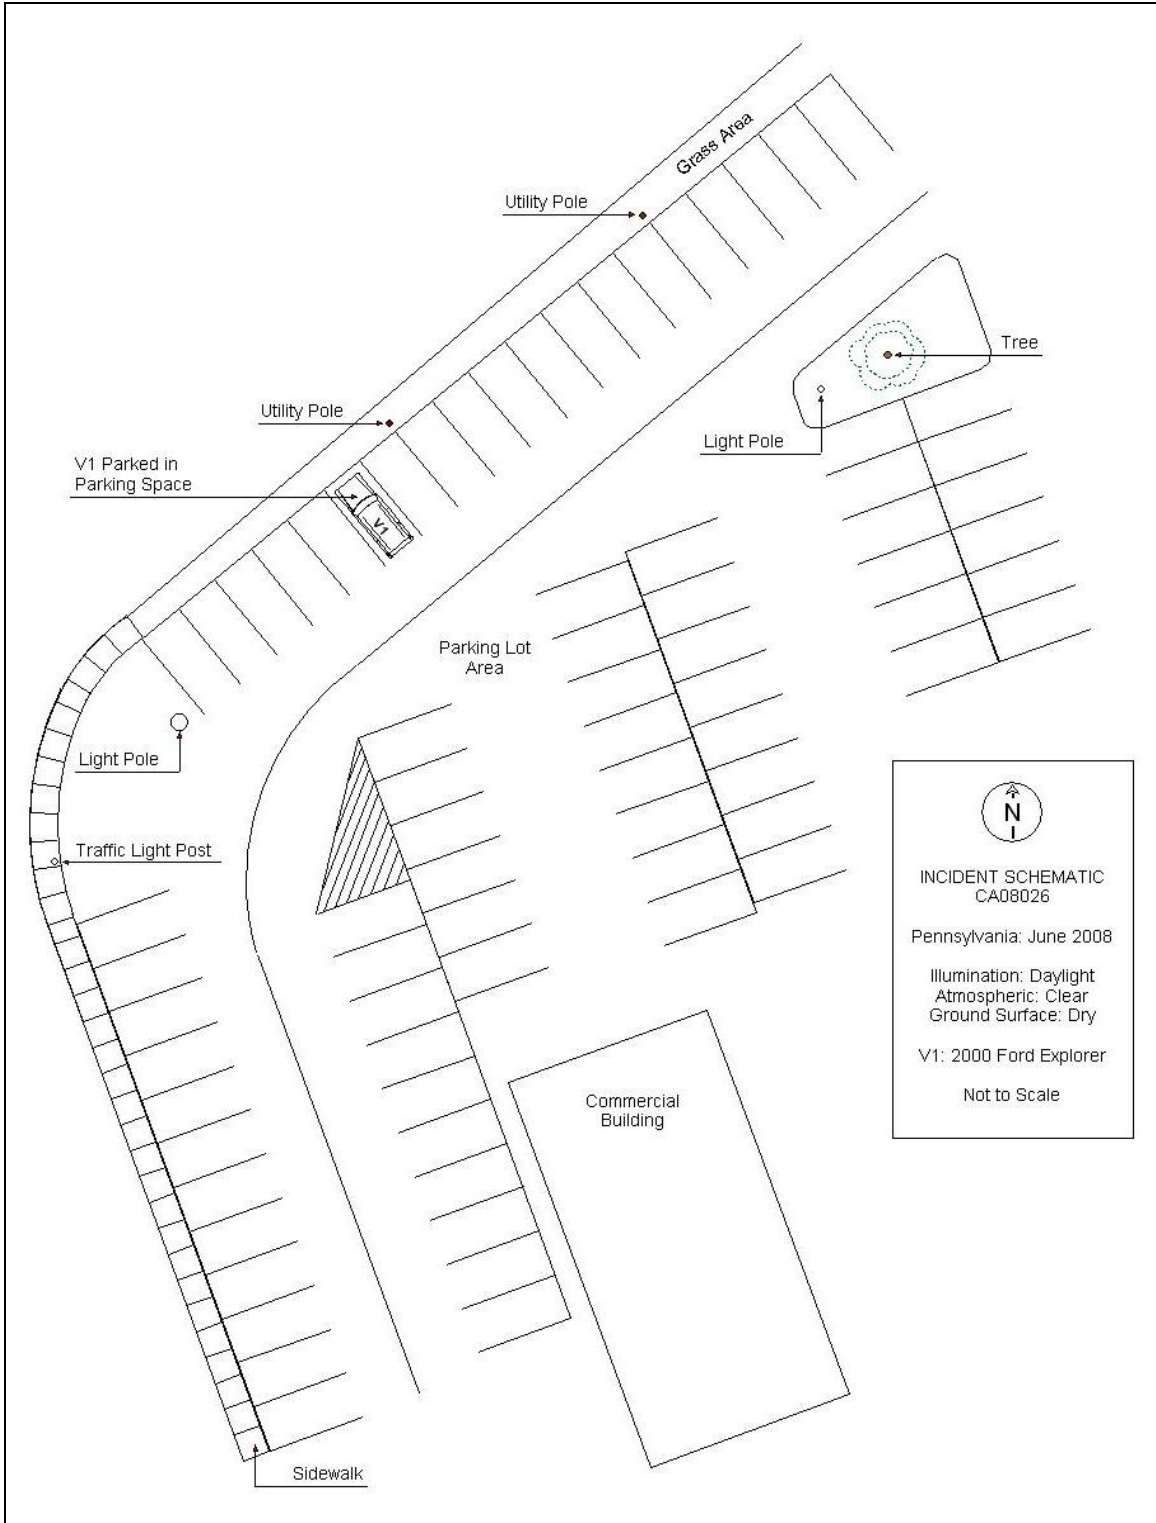 Grass Area
Utility Pole
Tree
Utility Pole
Light Pole
V1 Parked in
Parking Space
V1
Parking Lot
Area
Light Pole
Traffic Light Post
N
INCIDENT SCHEMATIC
CA08026
Pennsylvania: June 2008
Illumination: Daylight
Atmospheric: Clear
Ground Surface: Dry
V1: 2000 Ford Explorer
Not to Scale
Commercial
Building
Sidewalk